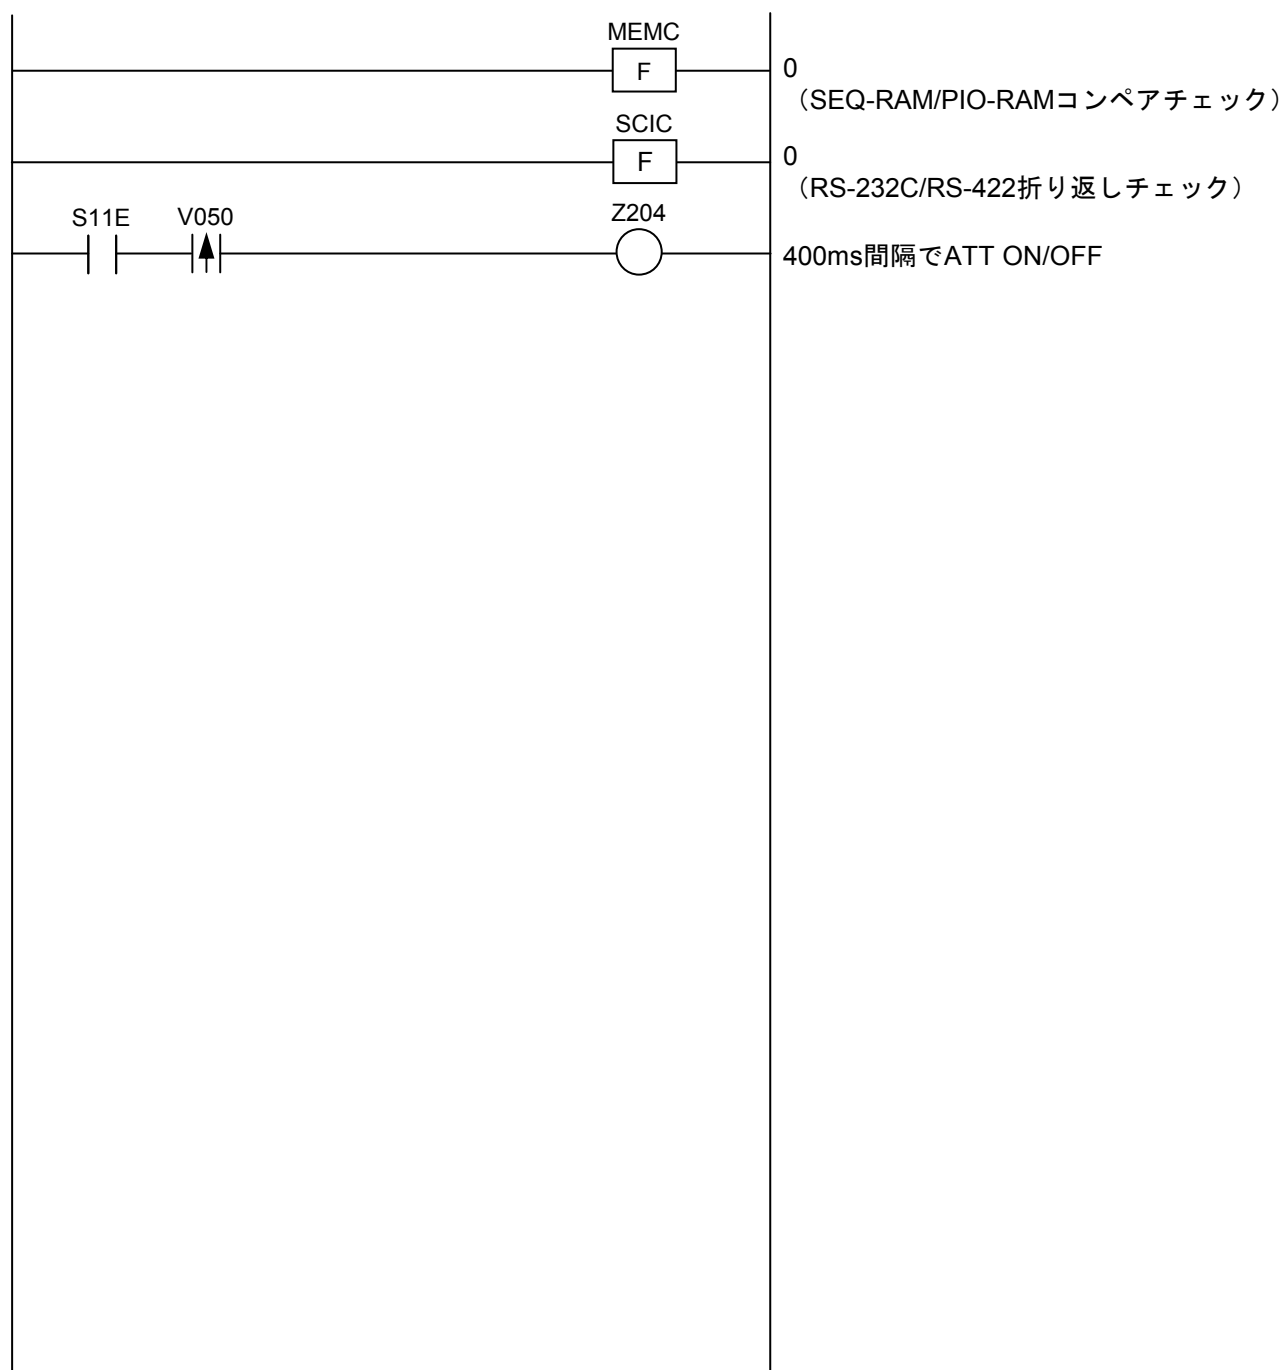 MEMC
F
0
（SEQ-RAM/PIO-RAMコンペアチェック）
SCIC
F
0
（RS-232C/RS-422折り返しチェック）
S11E V050 Z204
400ms間隔でATT ON/OFF